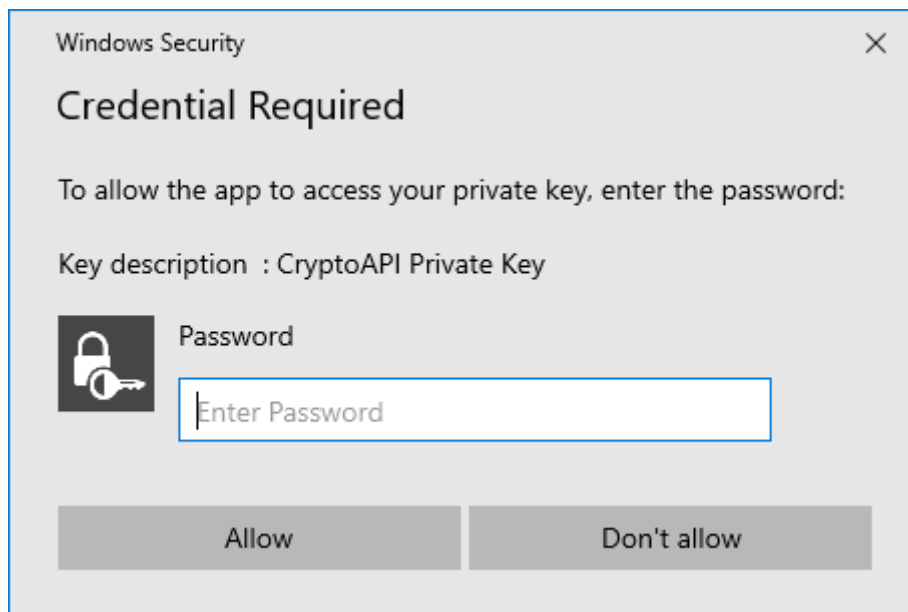 Windows Security
Credential Required
To allow the app to access your private key, enter the password:
Key description  : CryptoAPI Private Key
Password
Enter Password
Allow
Don't allow